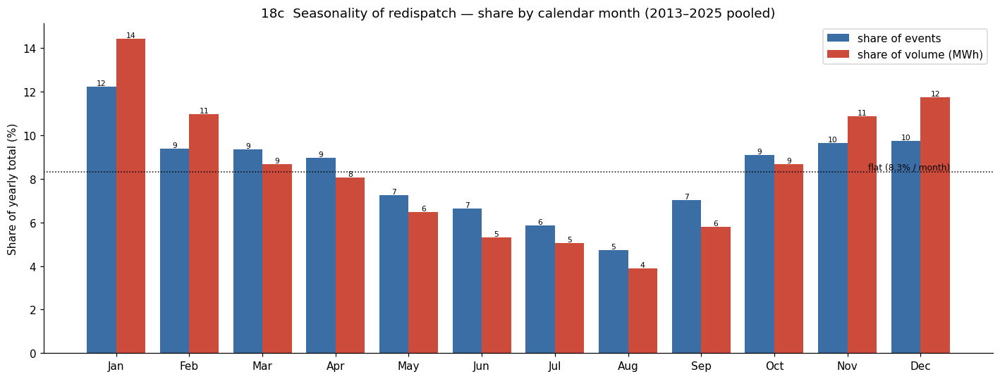 18c  Seasonality of redispatch — share by calendar month (2013–2025 pooled)
share of events
share of volume (MWh)
Share of yearly total (%)
14
12
10
8
6
4
2
0
12
14
9
11
9
9
9
8
7
6
7
5
6
5
5
4
7
6
9
9
10
11
10
12
flat (8.3% / month)
Jan
Feb
Mar
Apr
May
Jun
Jul
Aug
Sep
Oct
Nov
Dec